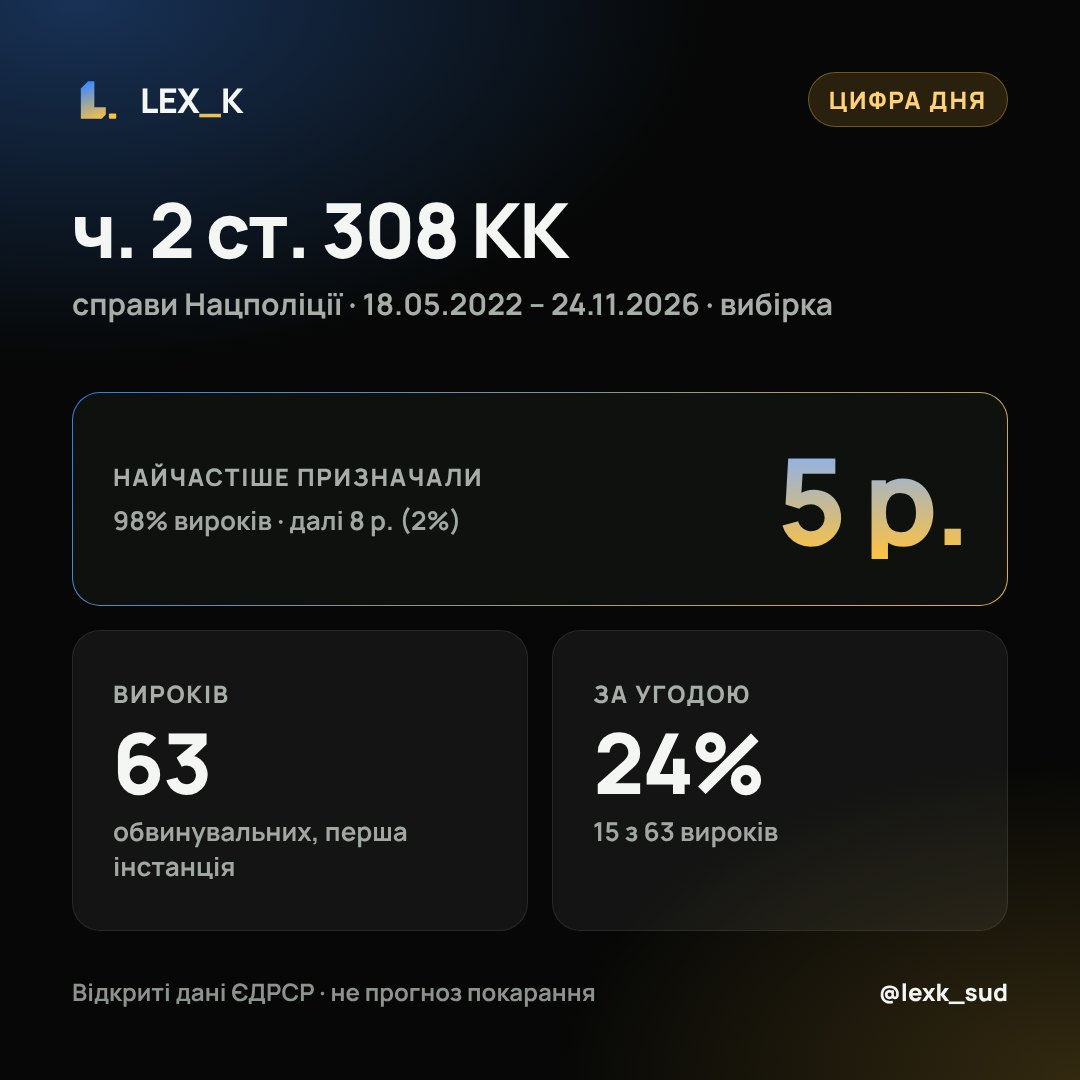 LEX_K
ЦИФРА ДНЯ
ч. 2 ст. 308 КК
справи Нацполіції · 18.05.2022 – 24.11.2026 · вибірка
НАЙЧАСТІШЕ ПРИЗНАЧАЛИ
98% вироків · далі 8 р. (2%)
5 р.
ВИРОКІВ
63
обвинувальних, перша
інстанція
ЗА УГОДОЮ
24%
15 з 63 вироків
Відкриті дані ЄДРСР · не прогноз покарання
@lexk_sud